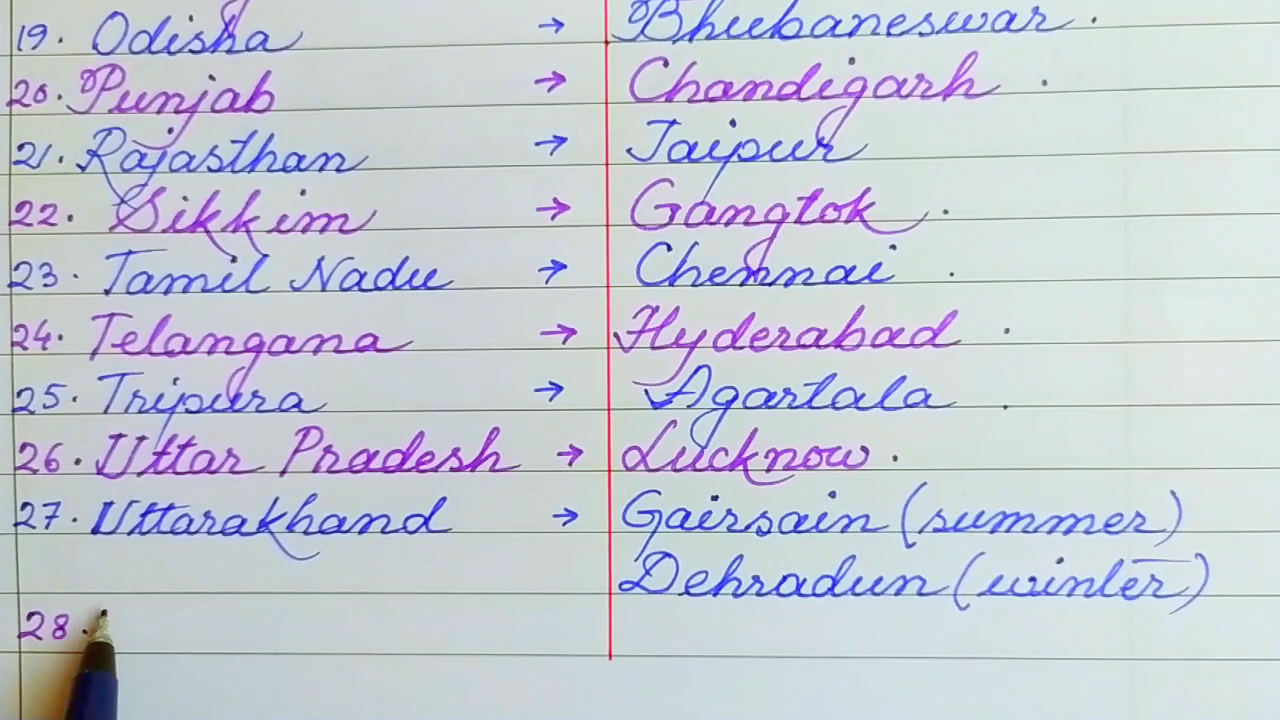 19. Odisha → Bhubaneswar.
20. Punjab → Chandigarh.
21. Rajasthan → Jaipur
22. Sikkim → Gangtok.
23. Tamil Nadu → Chennai.
24. Telangana → Hyderabad.
25. Tripura → Agartala.
26. Uttar Pradesh → Lucknow.
27. Uttarakhand → Gairsain (summer)
Dehradun (winter)
28.